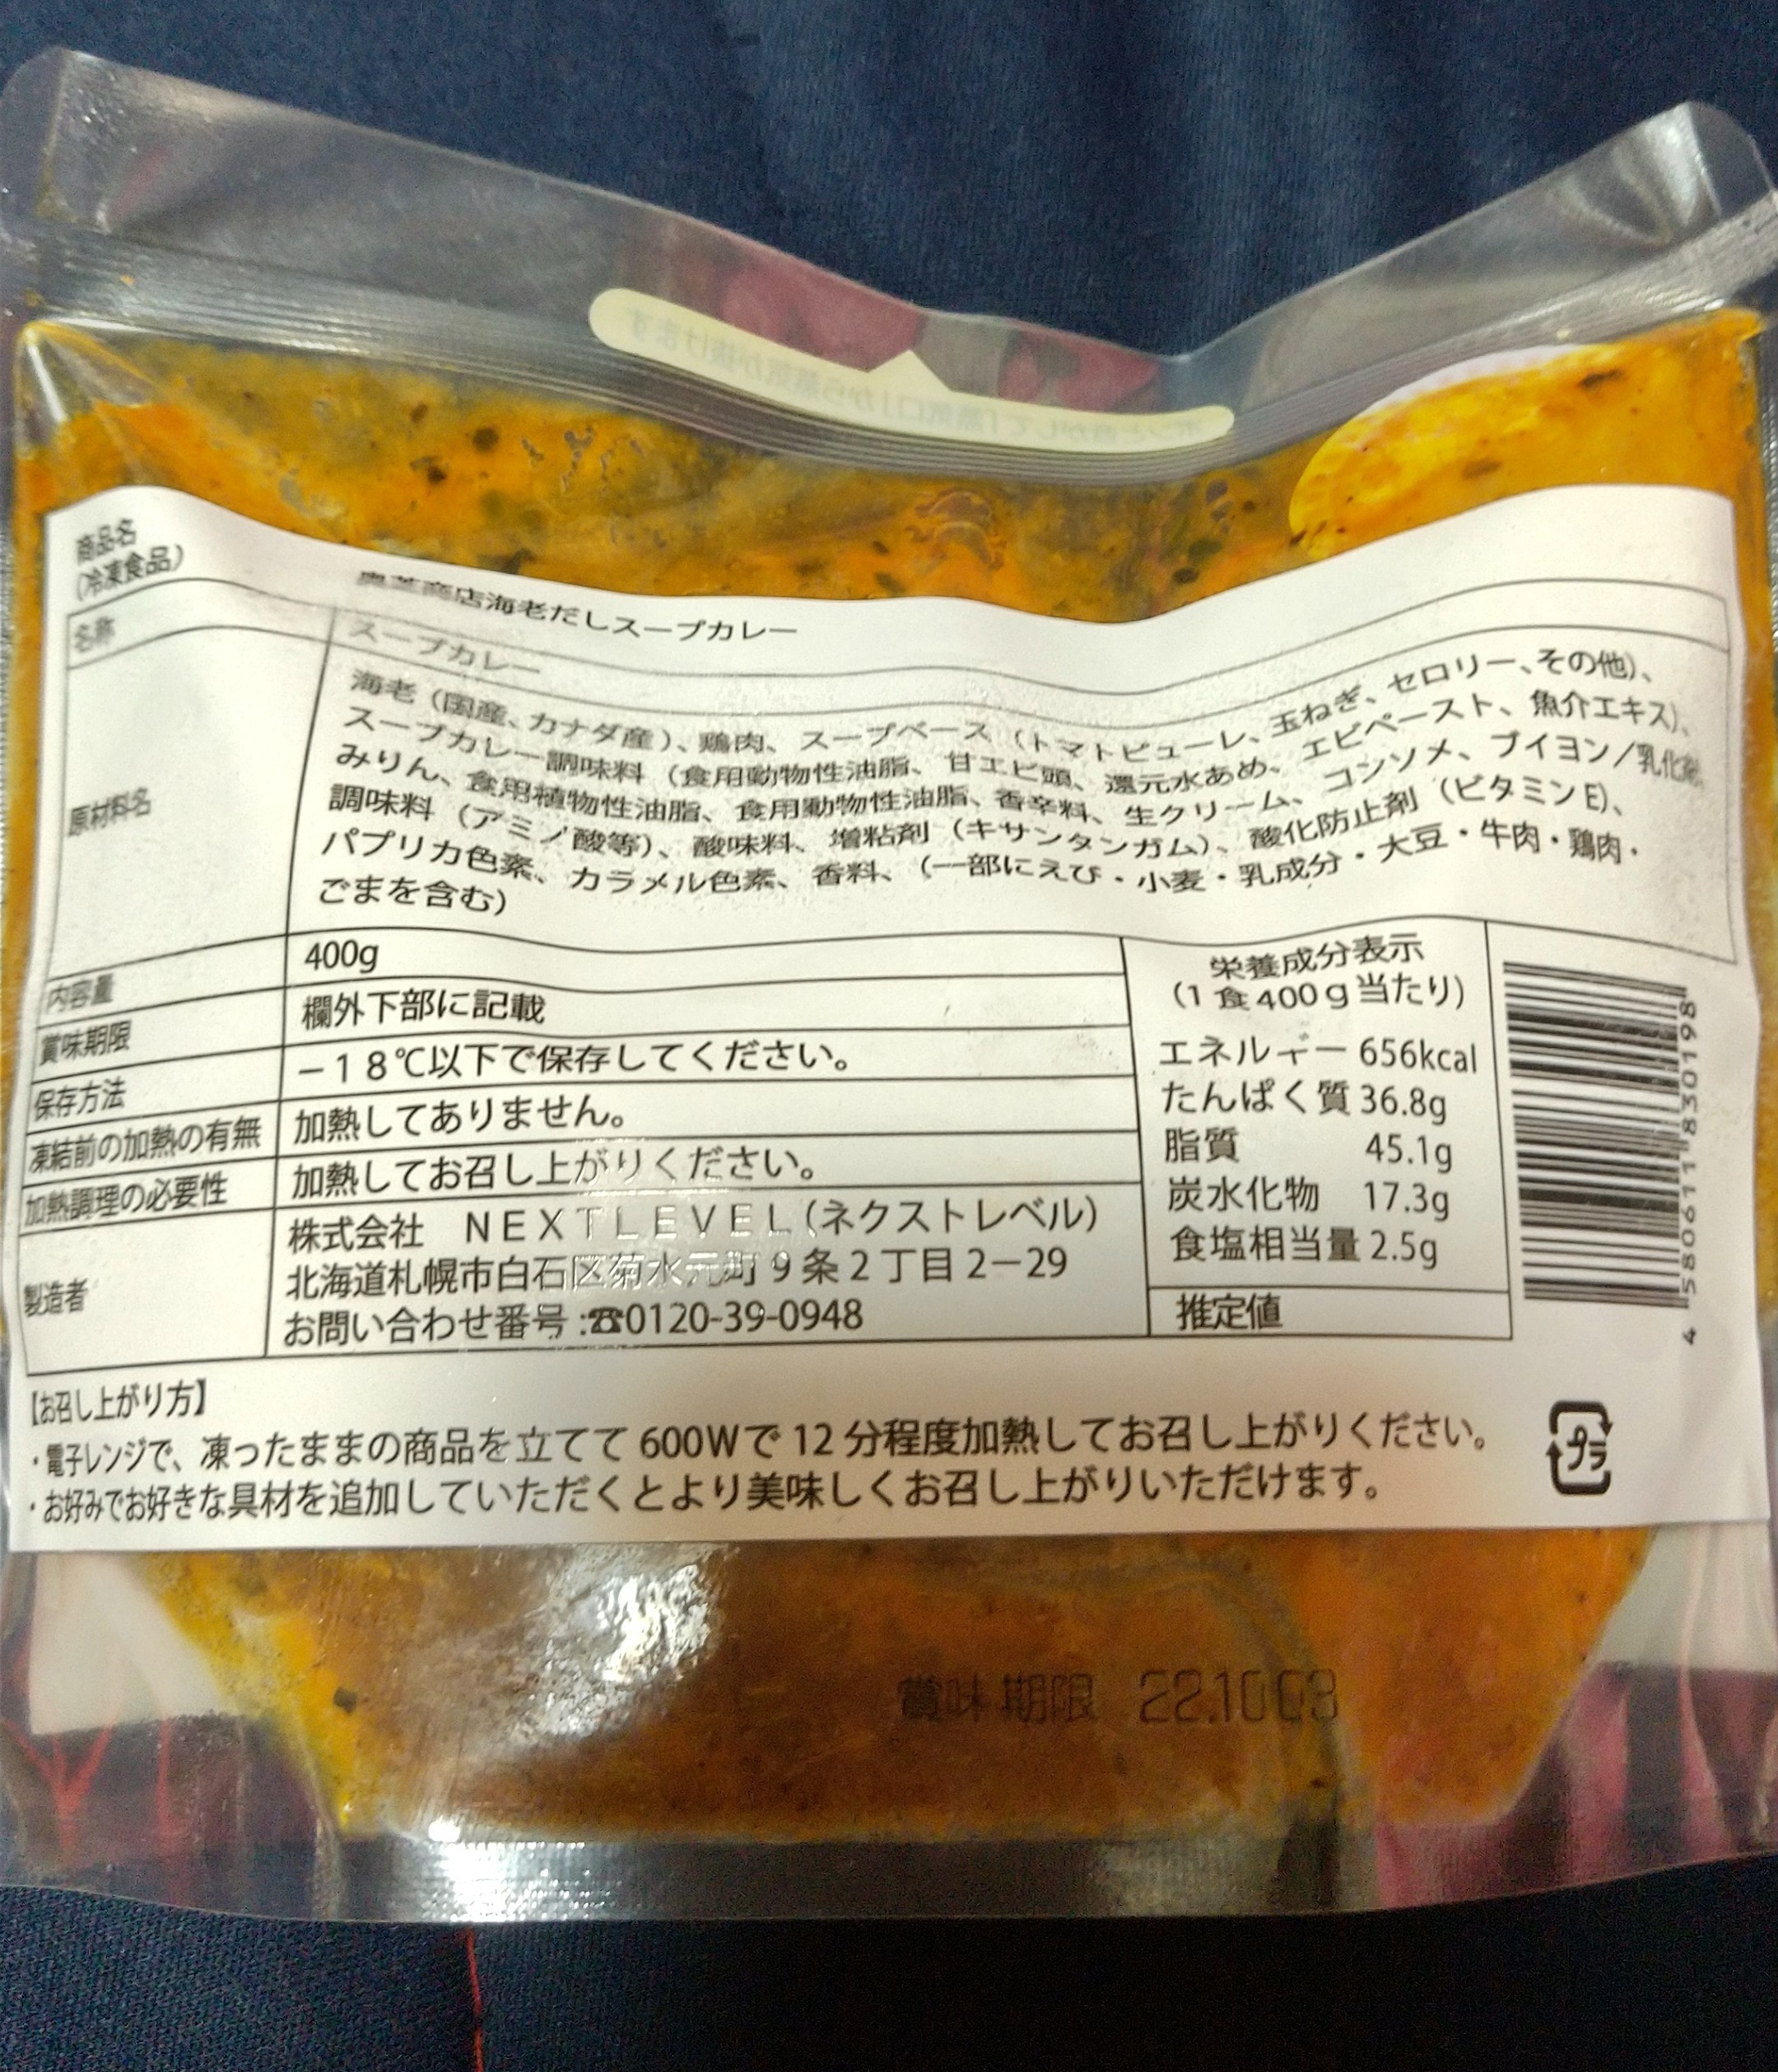 ポンと音がして「蒸気口」から蒸気が抜けます
商品名
(冷凍食品)
奥芝商店海老だしスープカレー
名称
スープカレー
原材料名
海老（国産、カナダ産）、鶏肉、スープベース（トマトピューレ、玉ねぎ、セロリー、その他）、
スープカレー調味料（食用動物性油脂、甘エビ頭、還元水あめ、エビペースト、魚介エキス）、
みりん、食用植物性油脂、食用動物性油脂、香辛料、生クリーム、コンソメ、ブイヨン/乳化剤、
調味料（アミノ酸等）、酸味料、増粘剤（キサンタンガム）、酸化防止剤（ビタミンE）、
パプリカ色素、カラメル色素、香料、（一部にえび・小麦・乳成分・大豆・牛肉・鶏肉・
ごまを含む）
内容量
400g
賞味期限
欄外下部に記載
保存方法
－18℃以下で保存してください。
凍結前の加熱の有無
加熱してありません。
加熱調理の必要性
加熱してお召し上がりください。
製造者
株式会社 NEXTLEVEL(ネクストレベル)
北海道札幌市白石区菊水元町9条2丁目2－29
お問い合わせ番号:☎0120-39-0948
栄養成分表示
(1食400g当たり)
エネルギー 656kcal
たんぱく質 36.8g
脂質 45.1g
炭水化物 17.3g
食塩相当量 2.5g
推定値
4 580611 830198
【お召し上がり方】
・電子レンジで、凍ったままの商品を立てて600Wで12分程度加熱してお召し上がりください。
・お好みでお好きな具材を追加していただくとより美味しくお召し上がりいただけます。
プラ
賞味期限 22.10.03